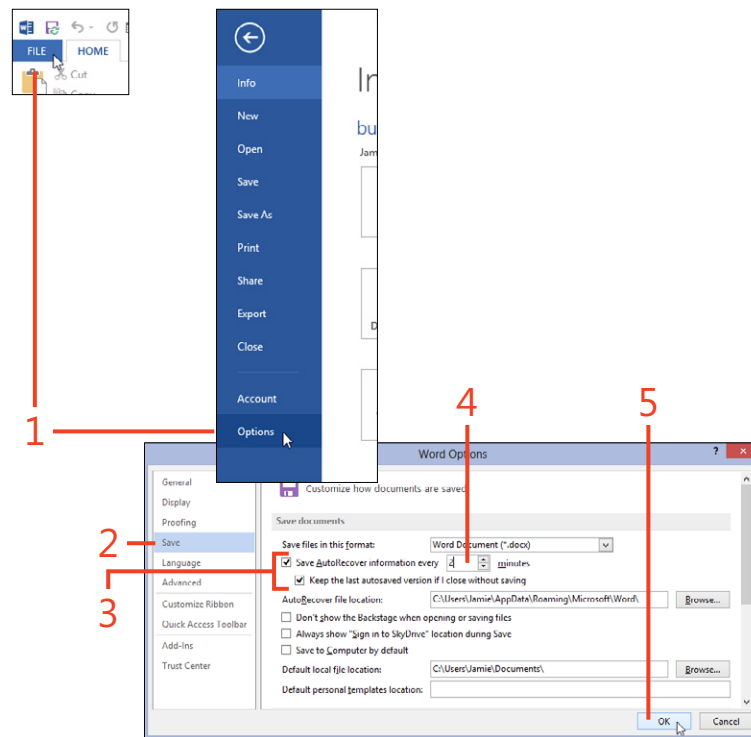 FILE HOME
Cut
Copy
Info
New
Open
Save
Save As
Print
Share
Export
Close
Account
Options
In
bu
Jam
D
1
2
3
4
5
Word Options
?
General
Display
Proofing
Save
Language
Advanced
Customize Ribbon
Quick Access Toolbar
Add-Ins
Trust Center
Customize how documents are saved
Save documents
Save files in this format: Word Document (*.docx)
Save AutoRecover information every 2 minutes
Keep the last autosaved version if I close without saving
AutoRecover file location: C:\Users\Jamie\AppData\Roaming\Microsoft\Word\ Browse...
Don't show the Backstage when opening or saving files
Always show "Sign in to SkyDrive" location during Save
Save to Computer by default
Default local file location: C:\Users\Jamie\Documents\ Browse...
Default personal templates location:
OK Cancel